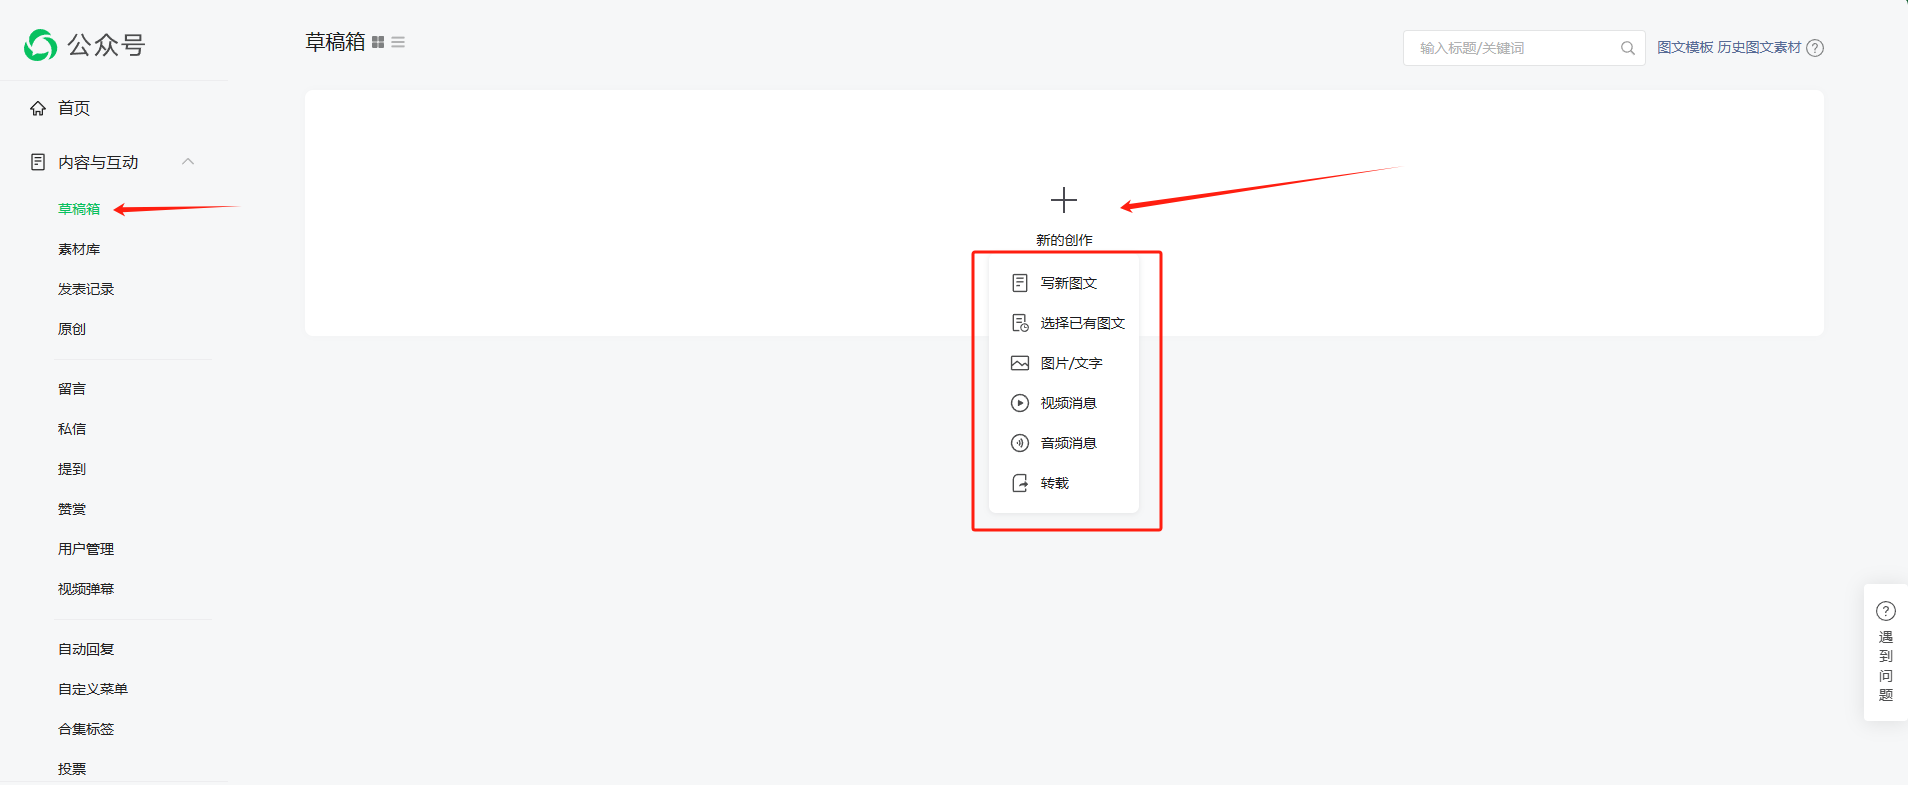 公众号
首页
内容与互动
草稿箱
素材库
发表记录
原创
留言
私信
提到
赞赏
用户管理
视频弹幕
自动回复
自定义菜单
合集标签
投票
草稿箱
输入标题/关键词
图文模板 历史图文素材
新的创作
写新图文
选择已有图文
图片/文字
视频消息
音频消息
转载
遇到问题